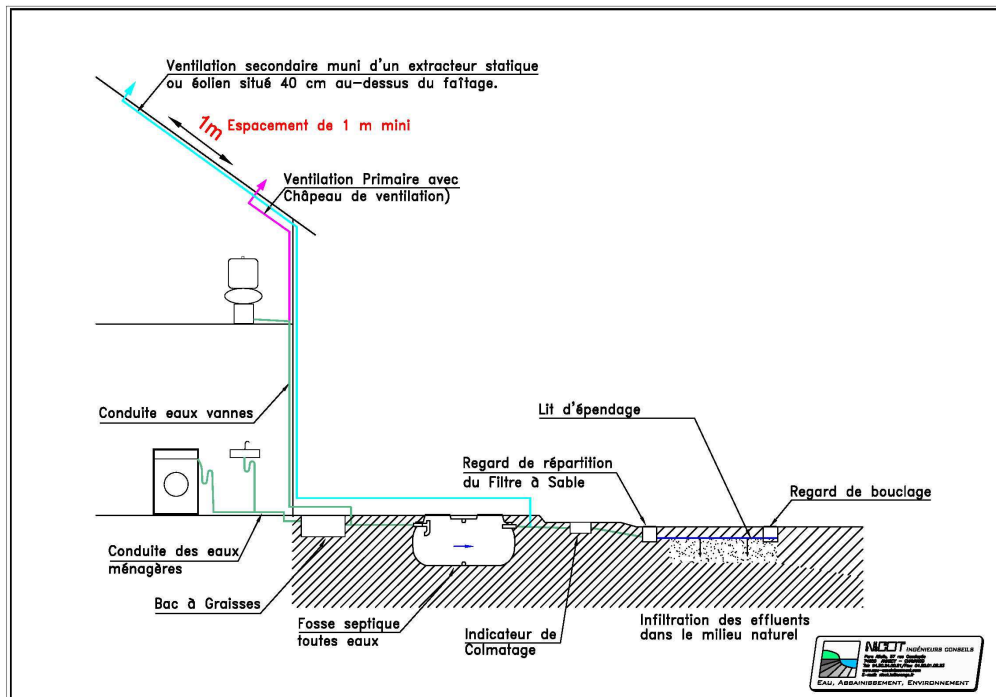 Ventilation secondaire muni d'un extracteur statique
ou éolien situé 40 cm au-dessus du faîtage.
1m
Espacement de 1 m mini
Ventilation Primaire avec
Châpeau de ventilation)
Conduite eaux vannes
Lit d'épendage
Regard de répartition
du Filtre à Sable
Regard de bouclage
Conduite des eaux
ménagères
Bac à Graisses
Fosse septique
toutes eaux
Indicateur de
Colmatage
Infiltration des effluents
dans le milieu naturel
NICOT INGÉNIEURS CONSEILS
EAU, ASSAINISSEMENT, ENVIRONNEMENT